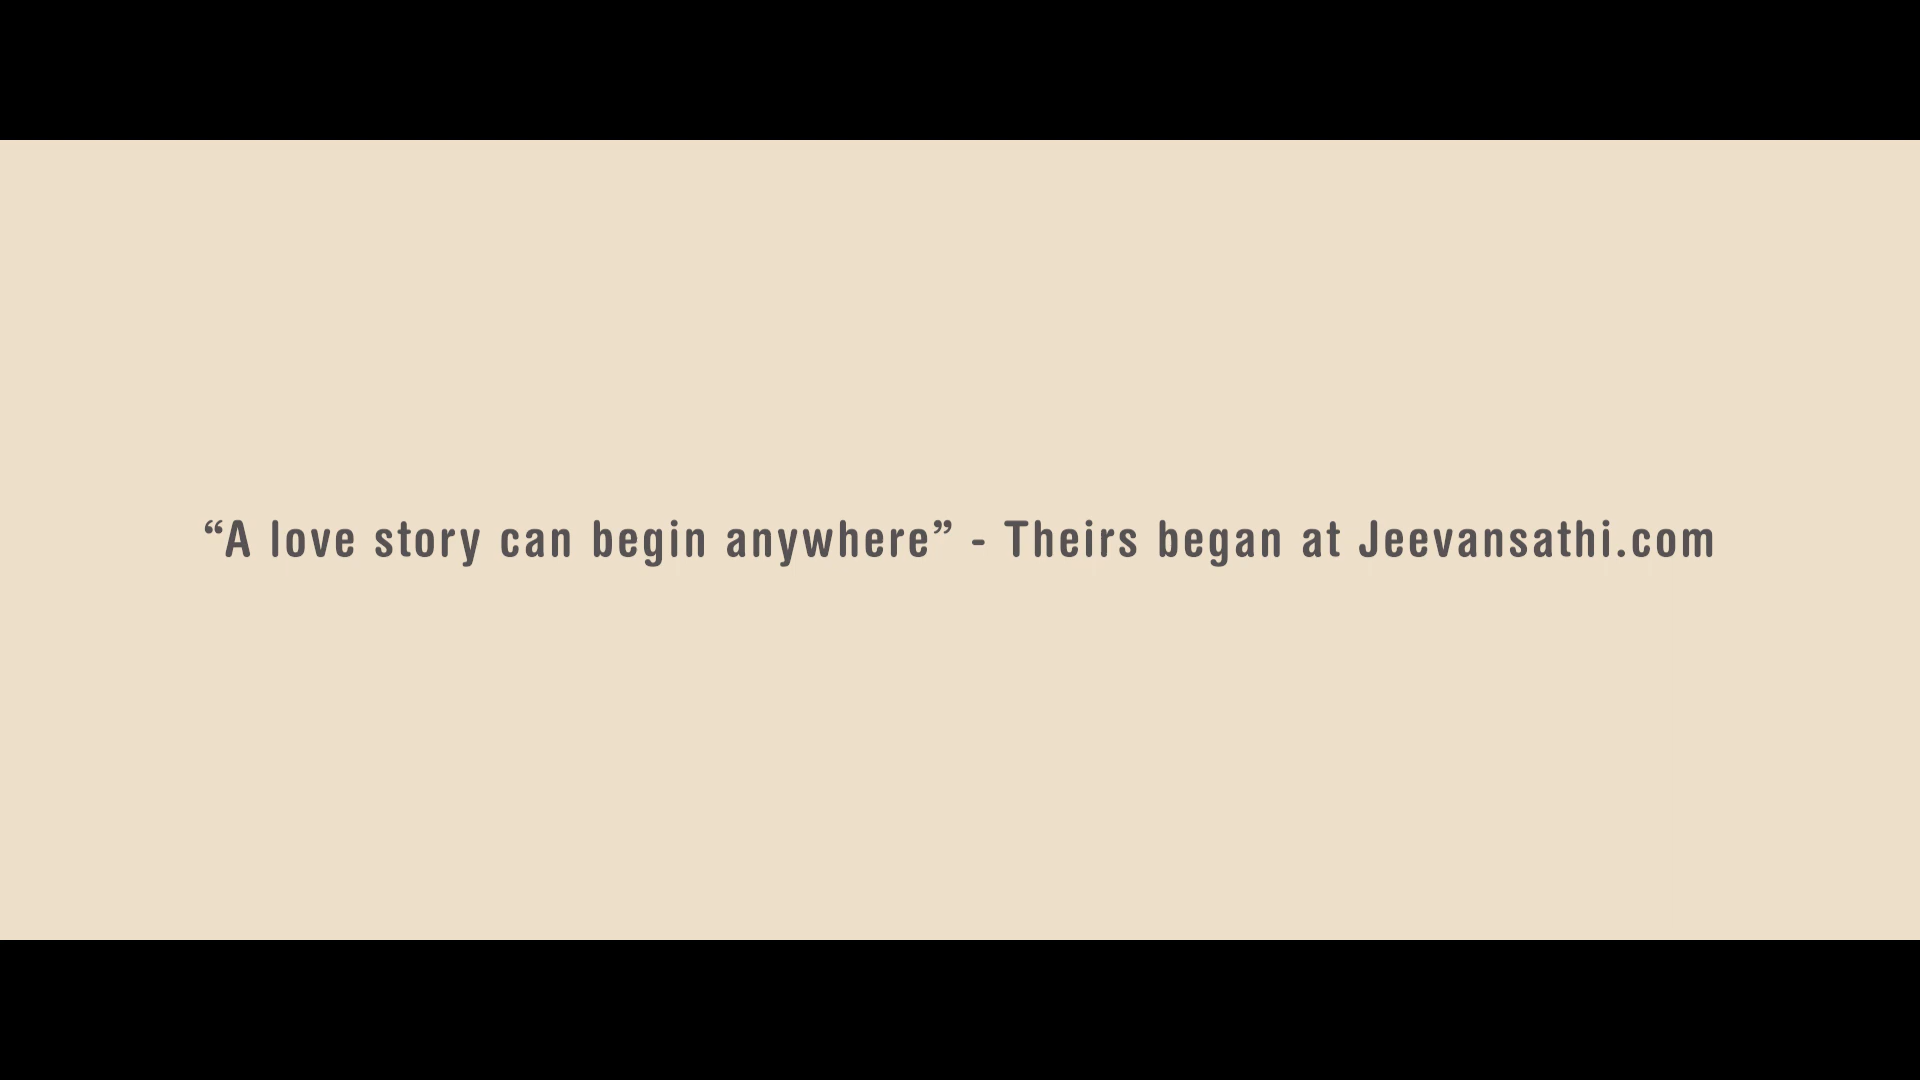 “A love story can begin anywhere” - Theirs began at Jeevansathi.com